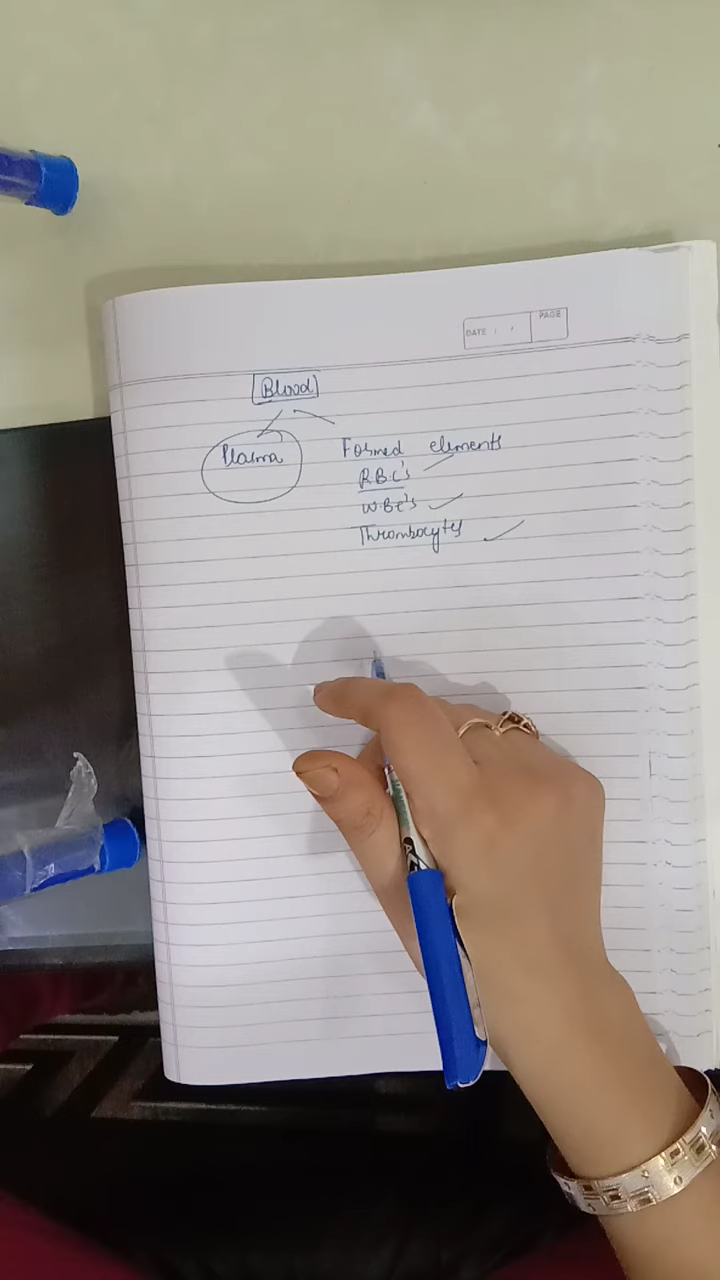 DATE
PAGE
Blood
Plasma
Formed elements
R.B.C's
W.B.C's
Thrombocytes